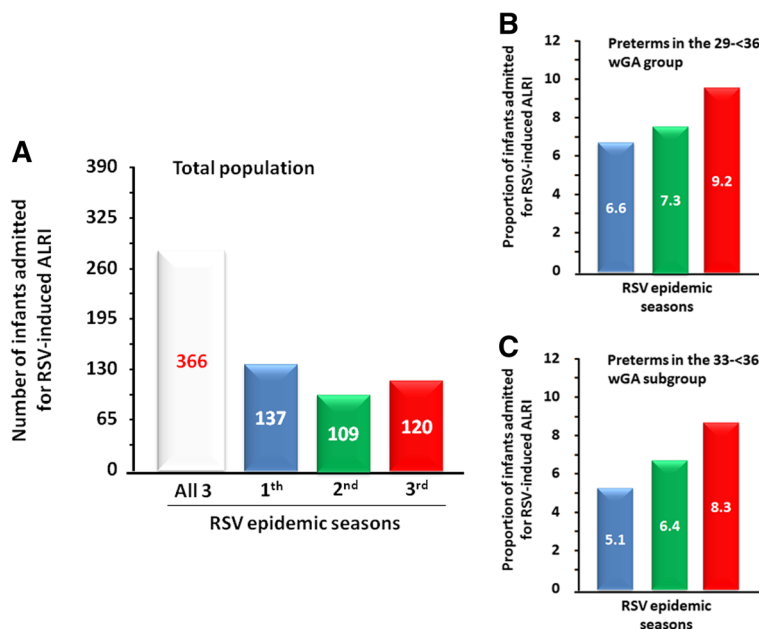 A
Total population
Number of infants admitted
for RSV-induced ALRI
390
325
260
195
130
65
0
366
137
109
120
All 3
1th
2nd
3rd
RSV epidemic seasons
B
Preterms in the 29-<36
wGA group
Proportion of infants admitted
for RSV-induced ALRI
12
10
8
6
4
2
0
6.6
7.3
9.2
RSV epidemic
seasons
C
Preterms in the 33-<36
wGA subgroup
Proportion of infants admitted
for RSV-induced ALRI
12
10
8
6
4
2
0
5.1
6.4
8.3
RSV epidemic
seasons